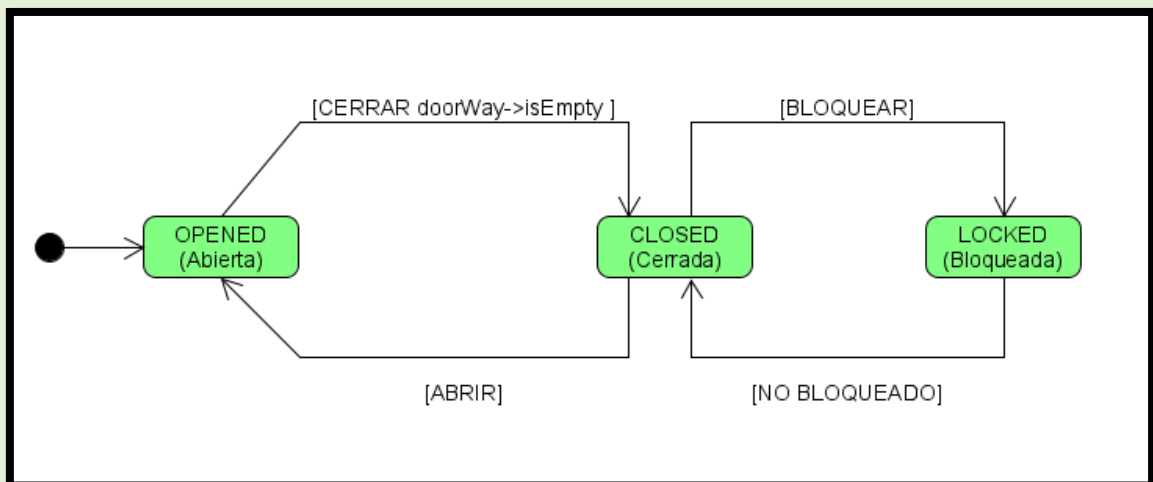 [CERRAR doorWay->isEmpty ]
[BLOQUEAR]
OPENED
(Abierta)
CLOSED
(Cerrada)
LOCKED
(Bloqueada)
[ABRIR]
[NO BLOQUEADO]